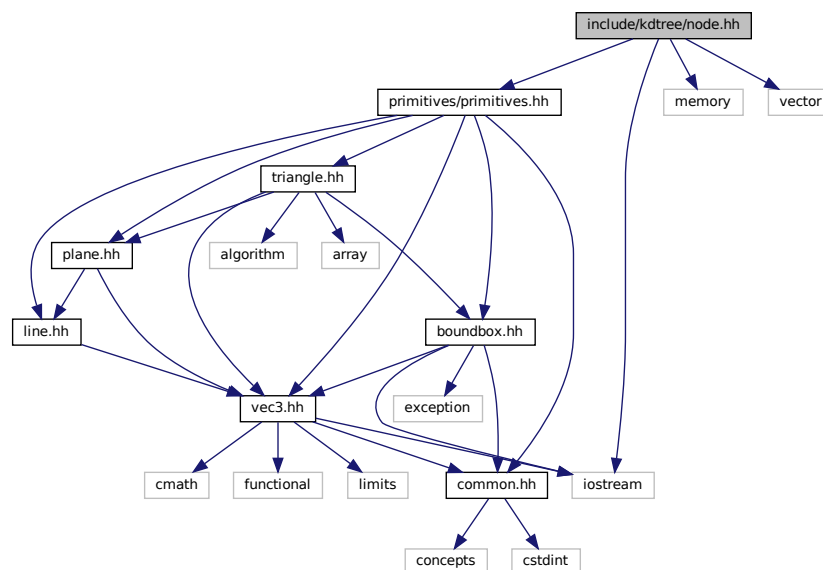 include/kdtree/node.hh
primitives/primitives.hh
memory
vector
triangle.hh
plane.hh
algorithm
array
line.hh
boundbox.hh
vec3.hh
exception
cmath
functional
limits
common.hh
iostream
concepts
cstdint